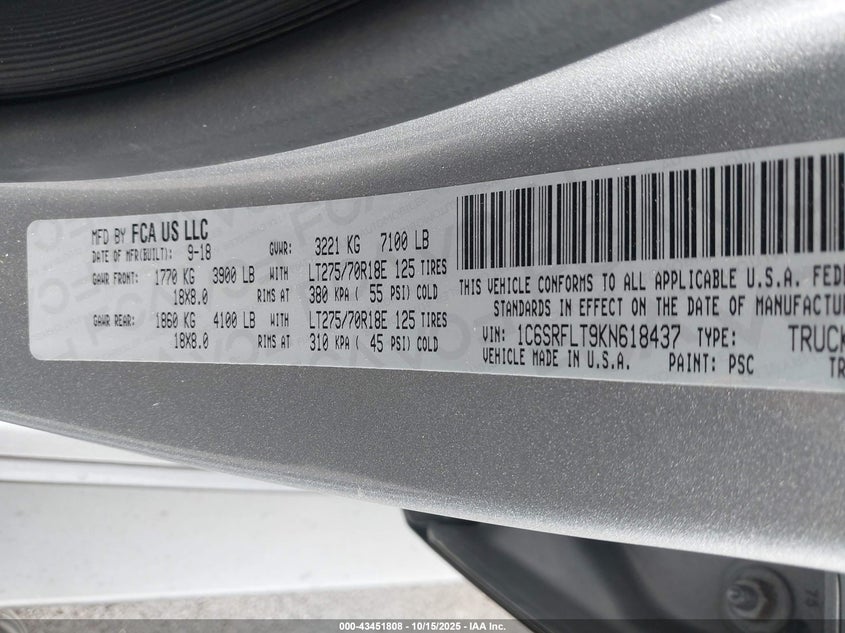 MFD BY FCA US LLC
DATE OF MFR(BUILT): 9-18 GVWR: 3221 KG 7100 LB
GAWR FRONT: 1770 KG 3900 LB WITH LT275/70R18E 125 TIRES
18X8.0 RIMS AT 380 KPA ( 55 PSI) COLD
GAWR REAR: 1860 KG 4100 LB WITH LT275/70R18E 125 TIRES
18X8.0 RIMS AT 310 KPA ( 45 PSI) COLD
THIS VEHICLE CONFORMS TO ALL APPLICABLE U.S.A. FEDE
STANDARDS IN EFFECT ON THE DATE OF MANUFACTUR
VIN: 1C6SRFLT9KN618437 TYPE: TRUCK
VEHICLE MADE IN U.S.A. PAINT: PSC TR
000-43451808 - 10/15/2025 - IAA Inc.